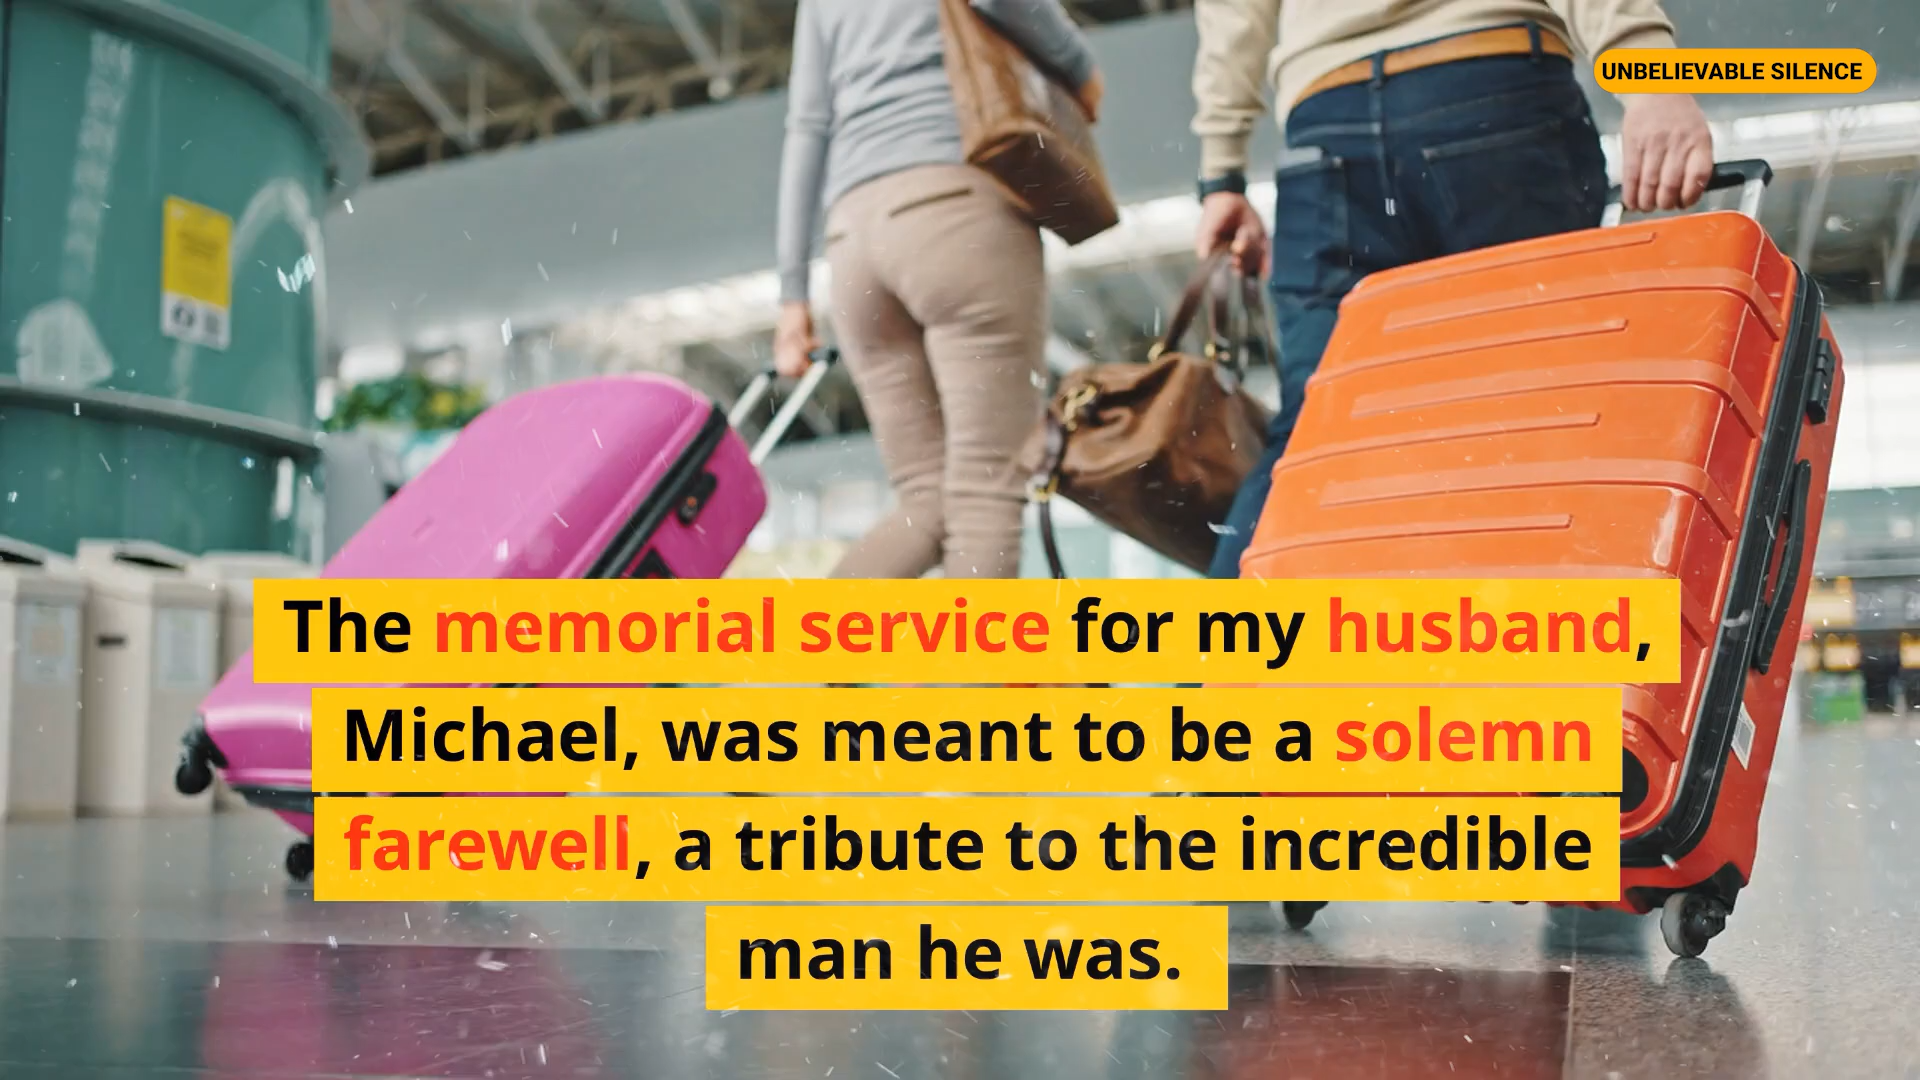 UNBELIEVABLE SILENCE
The memorial service for my husband,
Michael, was meant to be a solemn
farewell, a tribute to the incredible
man he was.